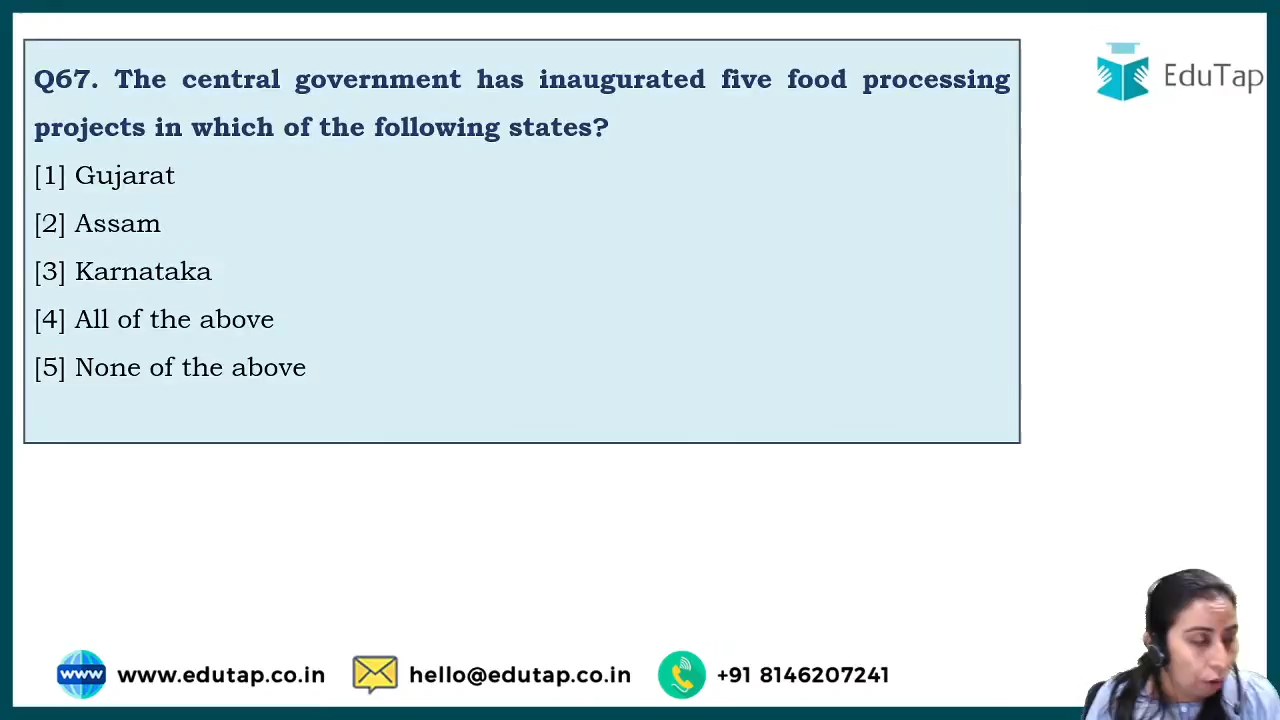 Q67. The central government has inaugurated five food processing
projects in which of the following states?
[1] Gujarat
[2] Assam
[3] Karnataka
[4] All of the above
[5] None of the above
EduTap
www www.edutap.co.in hello@edutap.co.in +91 8146207241